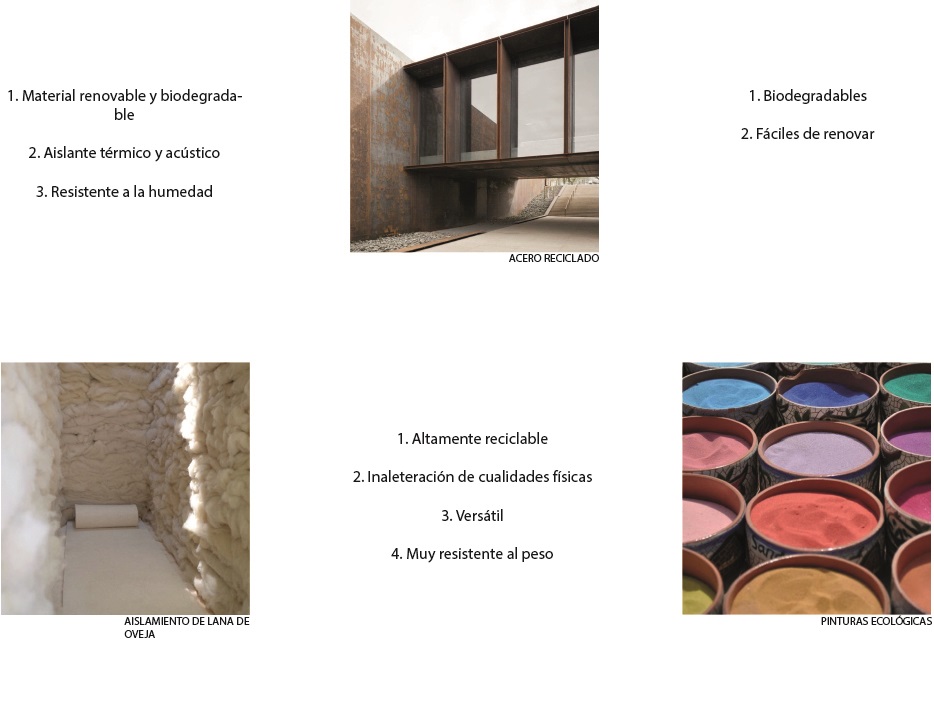 1. Material renovable y biodegrada-
ble
2. Aislante térmico y acústico
3. Resistente a la humedad
ACERO RECICLADO
1. Biodegradables
2. Fáciles de renovar
AISLAMIENTO DE LANA DE
OVEJA
1. Altamente reciclable
2. Inaleteración de cualidades físicas
3. Versátil
4. Muy resistente al peso
PINTURAS ECOLÓGICAS